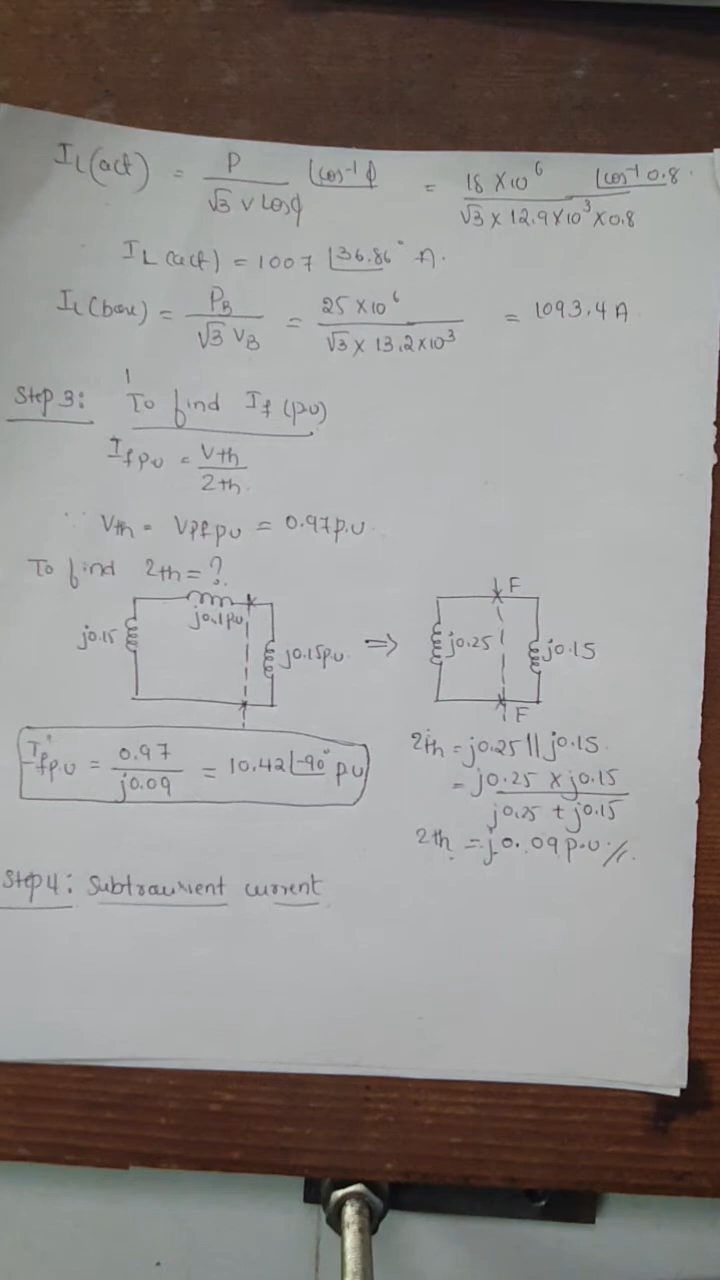 IL(act) = P / √3 V cosϕ ∠cos⁻¹ϕ = 18 × 10⁶ / √3 × 12.9 × 10³ × 0.8 ∠cos⁻¹ 0.8
IL(act) = 1007 ∠36.86° A.
IL(base) = PB / √3 VB = 25 × 10⁶ / √3 × 13.2 × 10³ = 1093.4 A
Step 3: To find If'(pu)
Ifpu = Vth / Zth.
∵ Vth = Vpfpu = 0.97 p.u.
To find Zth = ?
j0.15 j0.1pu j0.15pu ⇒ j0.25 j0.15 F F
Zth = j0.25 || j0.15.
= j0.25 × j0.15 / j0.25 + j0.15
Zth = j0.09 p.u //.
I'fpu = 0.97 / j0.09 = 10.42 ∠-90° pu
Step 4: Subtransient current